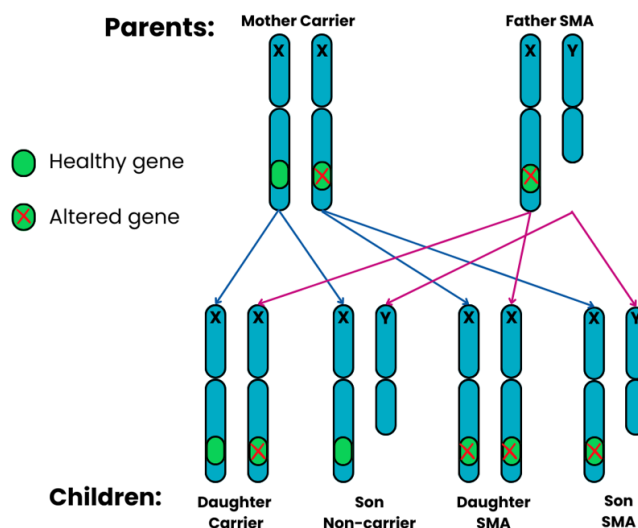 Parents:
Mother Carrier
Father SMA
X X X Y
Healthy gene
Altered gene
X X X Y X X X Y
Children:
Daughter
Carrier
Son
Non-carrier
Daughter
SMA
Son
SMA